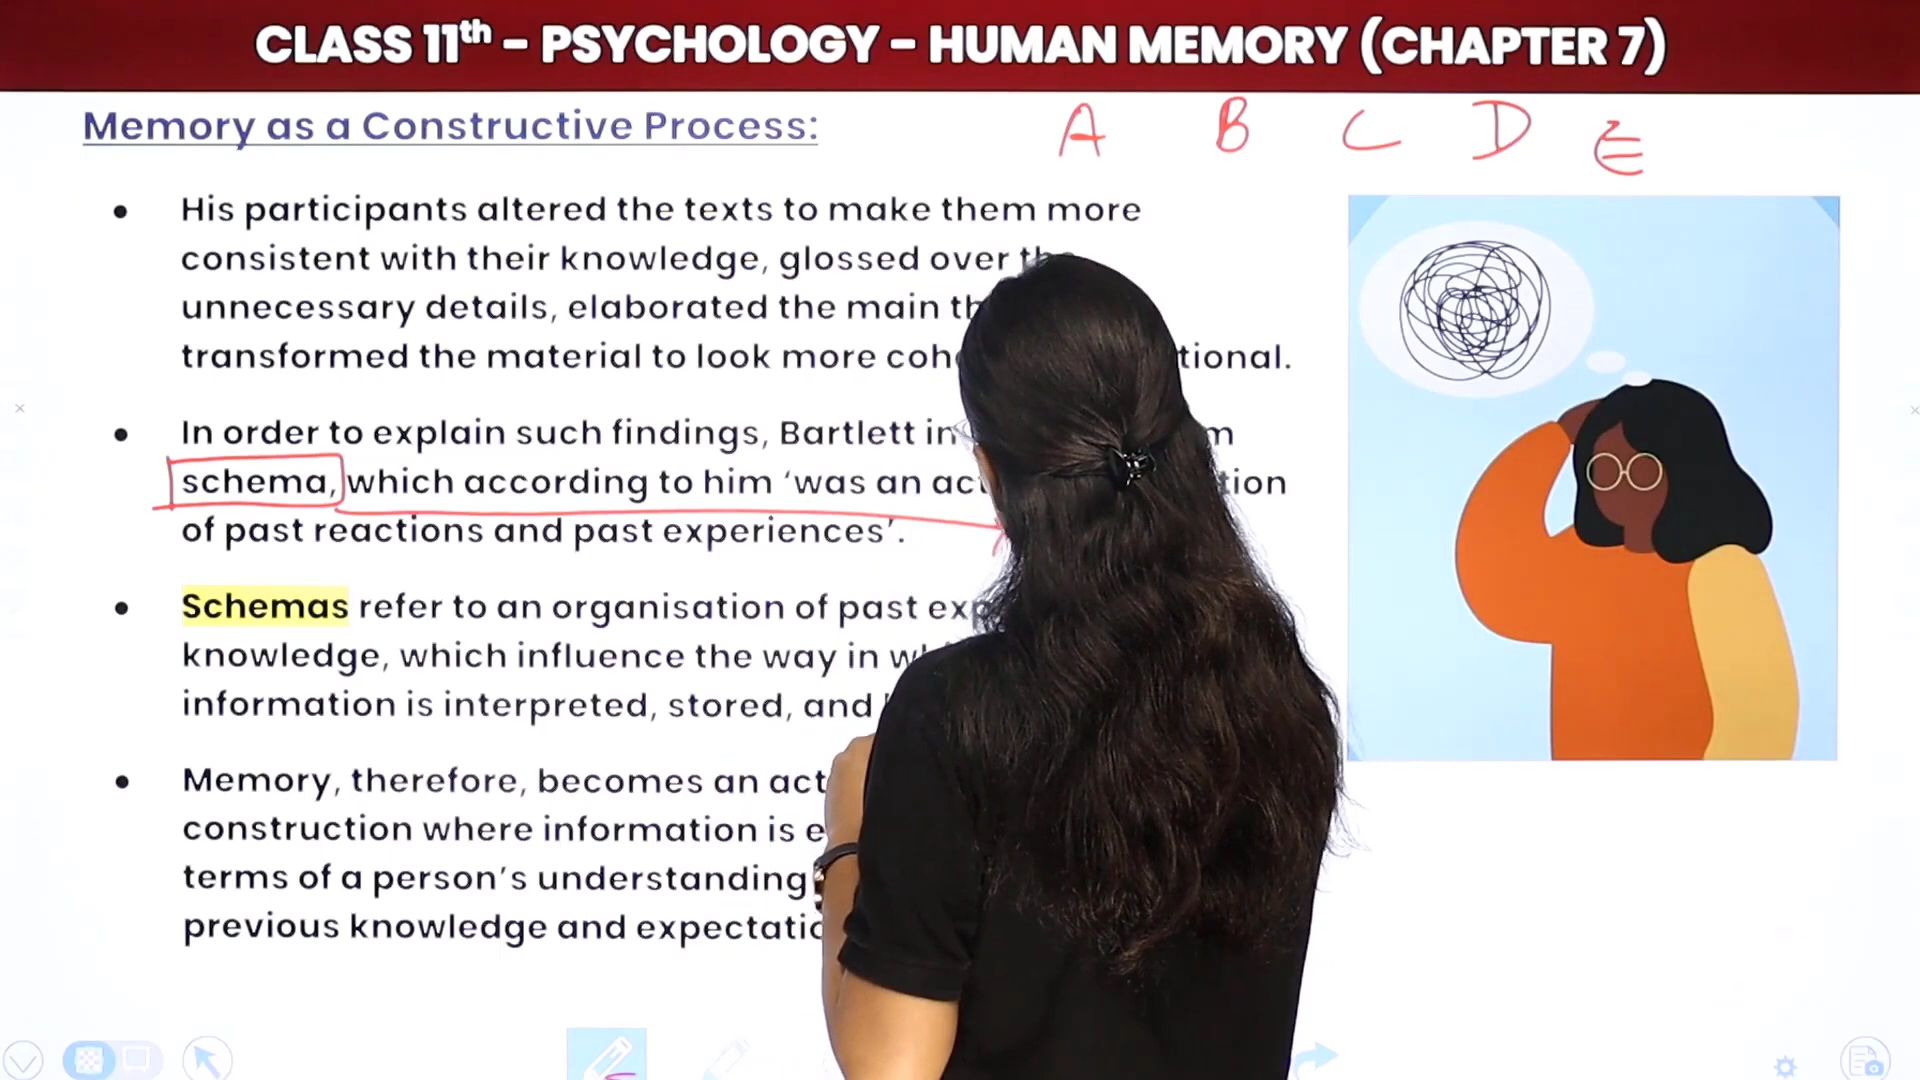 CLASS 11th – PSYCHOLOGY – HUMAN MEMORY (CHAPTER 7)
A B C D E
Memory as a Constructive Process:
• His participants altered the texts to make them more
consistent with their knowledge, glossed over the
unnecessary details, elaborated the main
transformed the material to look more
• In order to explain such findings, Bartlett
schema, which according to him ‘was an
of past reactions and past experiences’.
• Schemas refer to an organisation of past
knowledge, which influence the way in
information is interpreted, stored, and
• Memory, therefore, becomes an
construction where information is
terms of a person’s understanding
previous knowledge and